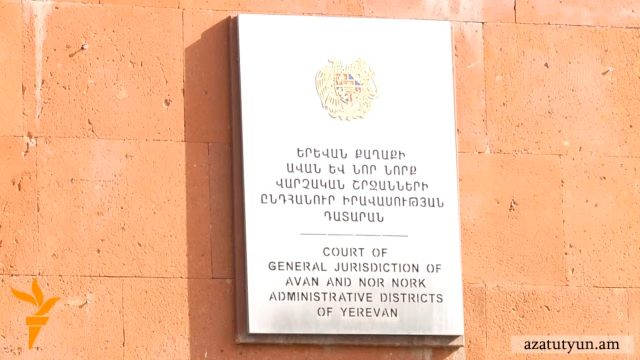 ԵՐԵՎԱՆ ՔԱՂԱՔԻ
ԱՎԱՆ ԵՎ ՆՈՐ ՆՈՐՔ
ՎԱՐՉԱԿԱՆ ՇՐՋԱՆՆԵՐԻ
ԸՆԴՀԱՆՈՒՐ ԻՐԱՎԱՍՈՒԹՅԱՆ
ԴԱՏԱՐԱՆ
COURT OF
GENERAL JURISDICTION OF
AVAN AND NOR NORK
ADMINISTRATIVE DISTRICTS
OF YEREVAN
azatutyun.am